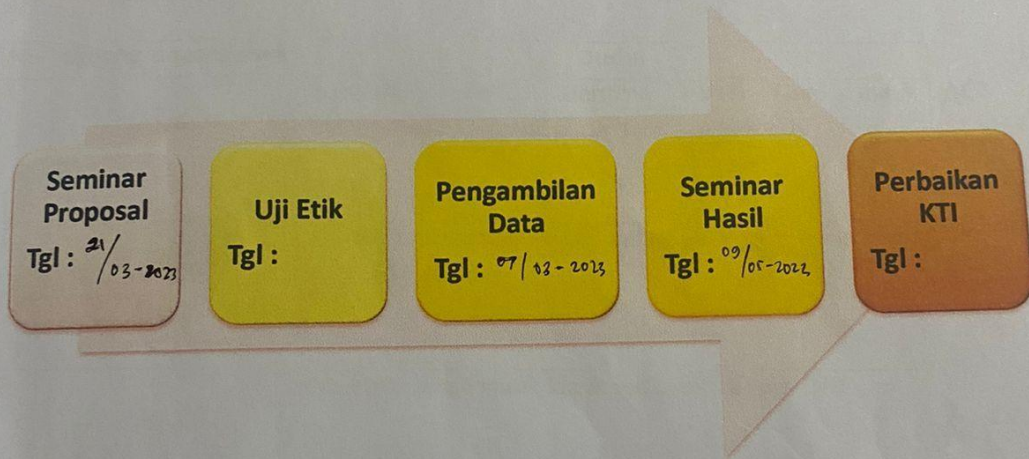 Seminar
Proposal
Tgl : 21/03-2023
Uji Etik
Tgl :
Pengambilan
Data
Tgl : 07/03-2023
Seminar
Hasil
Tgl : 09/05-2023
Perbaikan
KTI
Tgl :